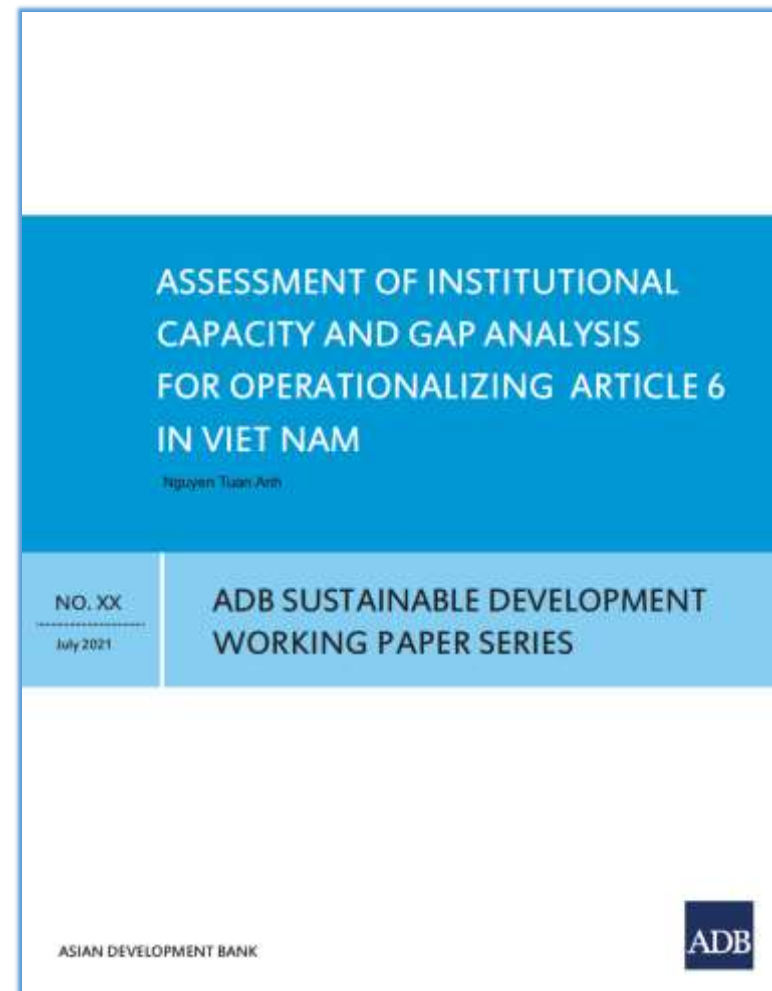 ASSESSMENT OF INSTITUTIONAL
CAPACITY AND GAP ANALYSIS
FOR OPERATIONALIZING ARTICLE 6
IN VIET NAM
Nguyen Tuan Anh
NO. XX
July 2021
ADB SUSTAINABLE DEVELOPMENT
WORKING PAPER SERIES
ASIAN DEVELOPMENT BANK
ADB